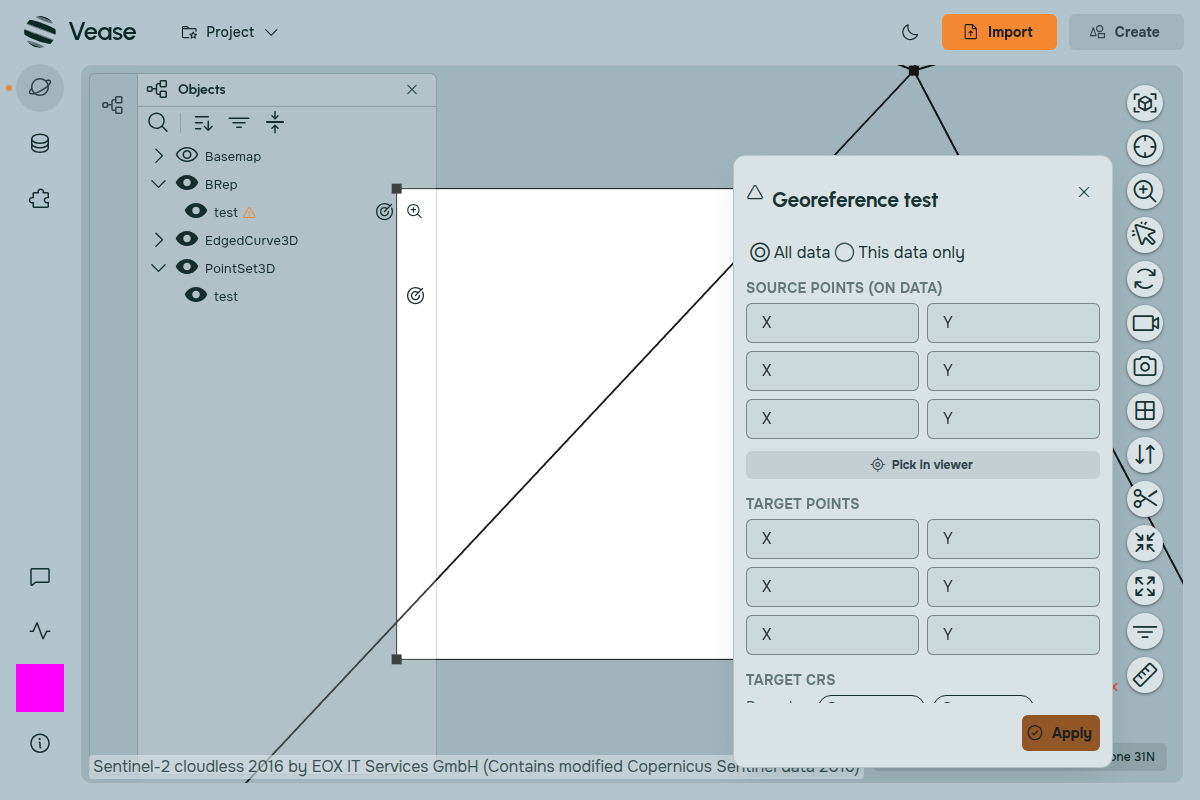 Vease
Project
Import
Create
Objects
Basemap
BRep
test
EdgedCurve3D
PointSet3D
test
Georeference test
All data
This data only
SOURCE POINTS (ON DATA)
X Y
X Y
X Y
Pick in viewer
TARGET POINTS
X Y
X Y
X Y
TARGET CRS
Apply
Sentinel-2 cloudless 2016 by EOX IT Services GmbH (Contains modified Copernicus Sentinel data 2016)
31N